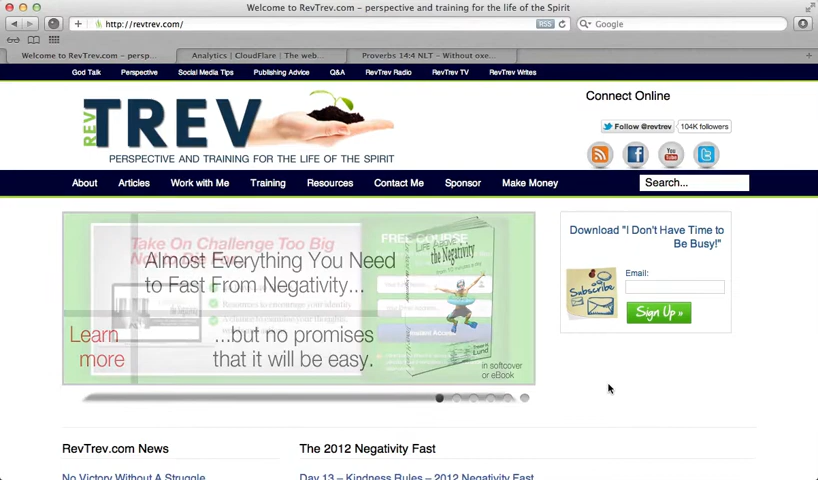 Welcome to RevTrev.com – perspective and training for the life of the Spirit
http://revtrev.com/
RSS
Google
Welcome to RevTrev.com – persp...
Analytics | CloudFlare | The web...
Proverbs 14:4 NLT – Without oxe...
God Talk
Perspective
Social Media Tips
Publishing Advice
Q&A
RevTrev Radio
RevTrev TV
RevTrev Writes
REV TREV
PERSPECTIVE AND TRAINING FOR THE LIFE OF THE SPIRIT
Connect Online
Follow @revtrev
104K followers
You Tube
About
Articles
Work with Me
Training
Resources
Contact Me
Sponsor
Make Money
Search...
Take On Challenge Too Big
FREE COURSE
Almost Everything You Need
to Fast From Negativity...
the Negativity
Learn
more
...but no promises
that it will be easy.
Lund
in softcover
or eBook
Download "I Don't Have Time to
Be Busy!"
Subscribe
Email:
Sign Up »
RevTrev.com News
The 2012 Negativity Fast
No Victory Without A Struggle
Day 13 – Kindness Rules – 2012 Negativity Fast